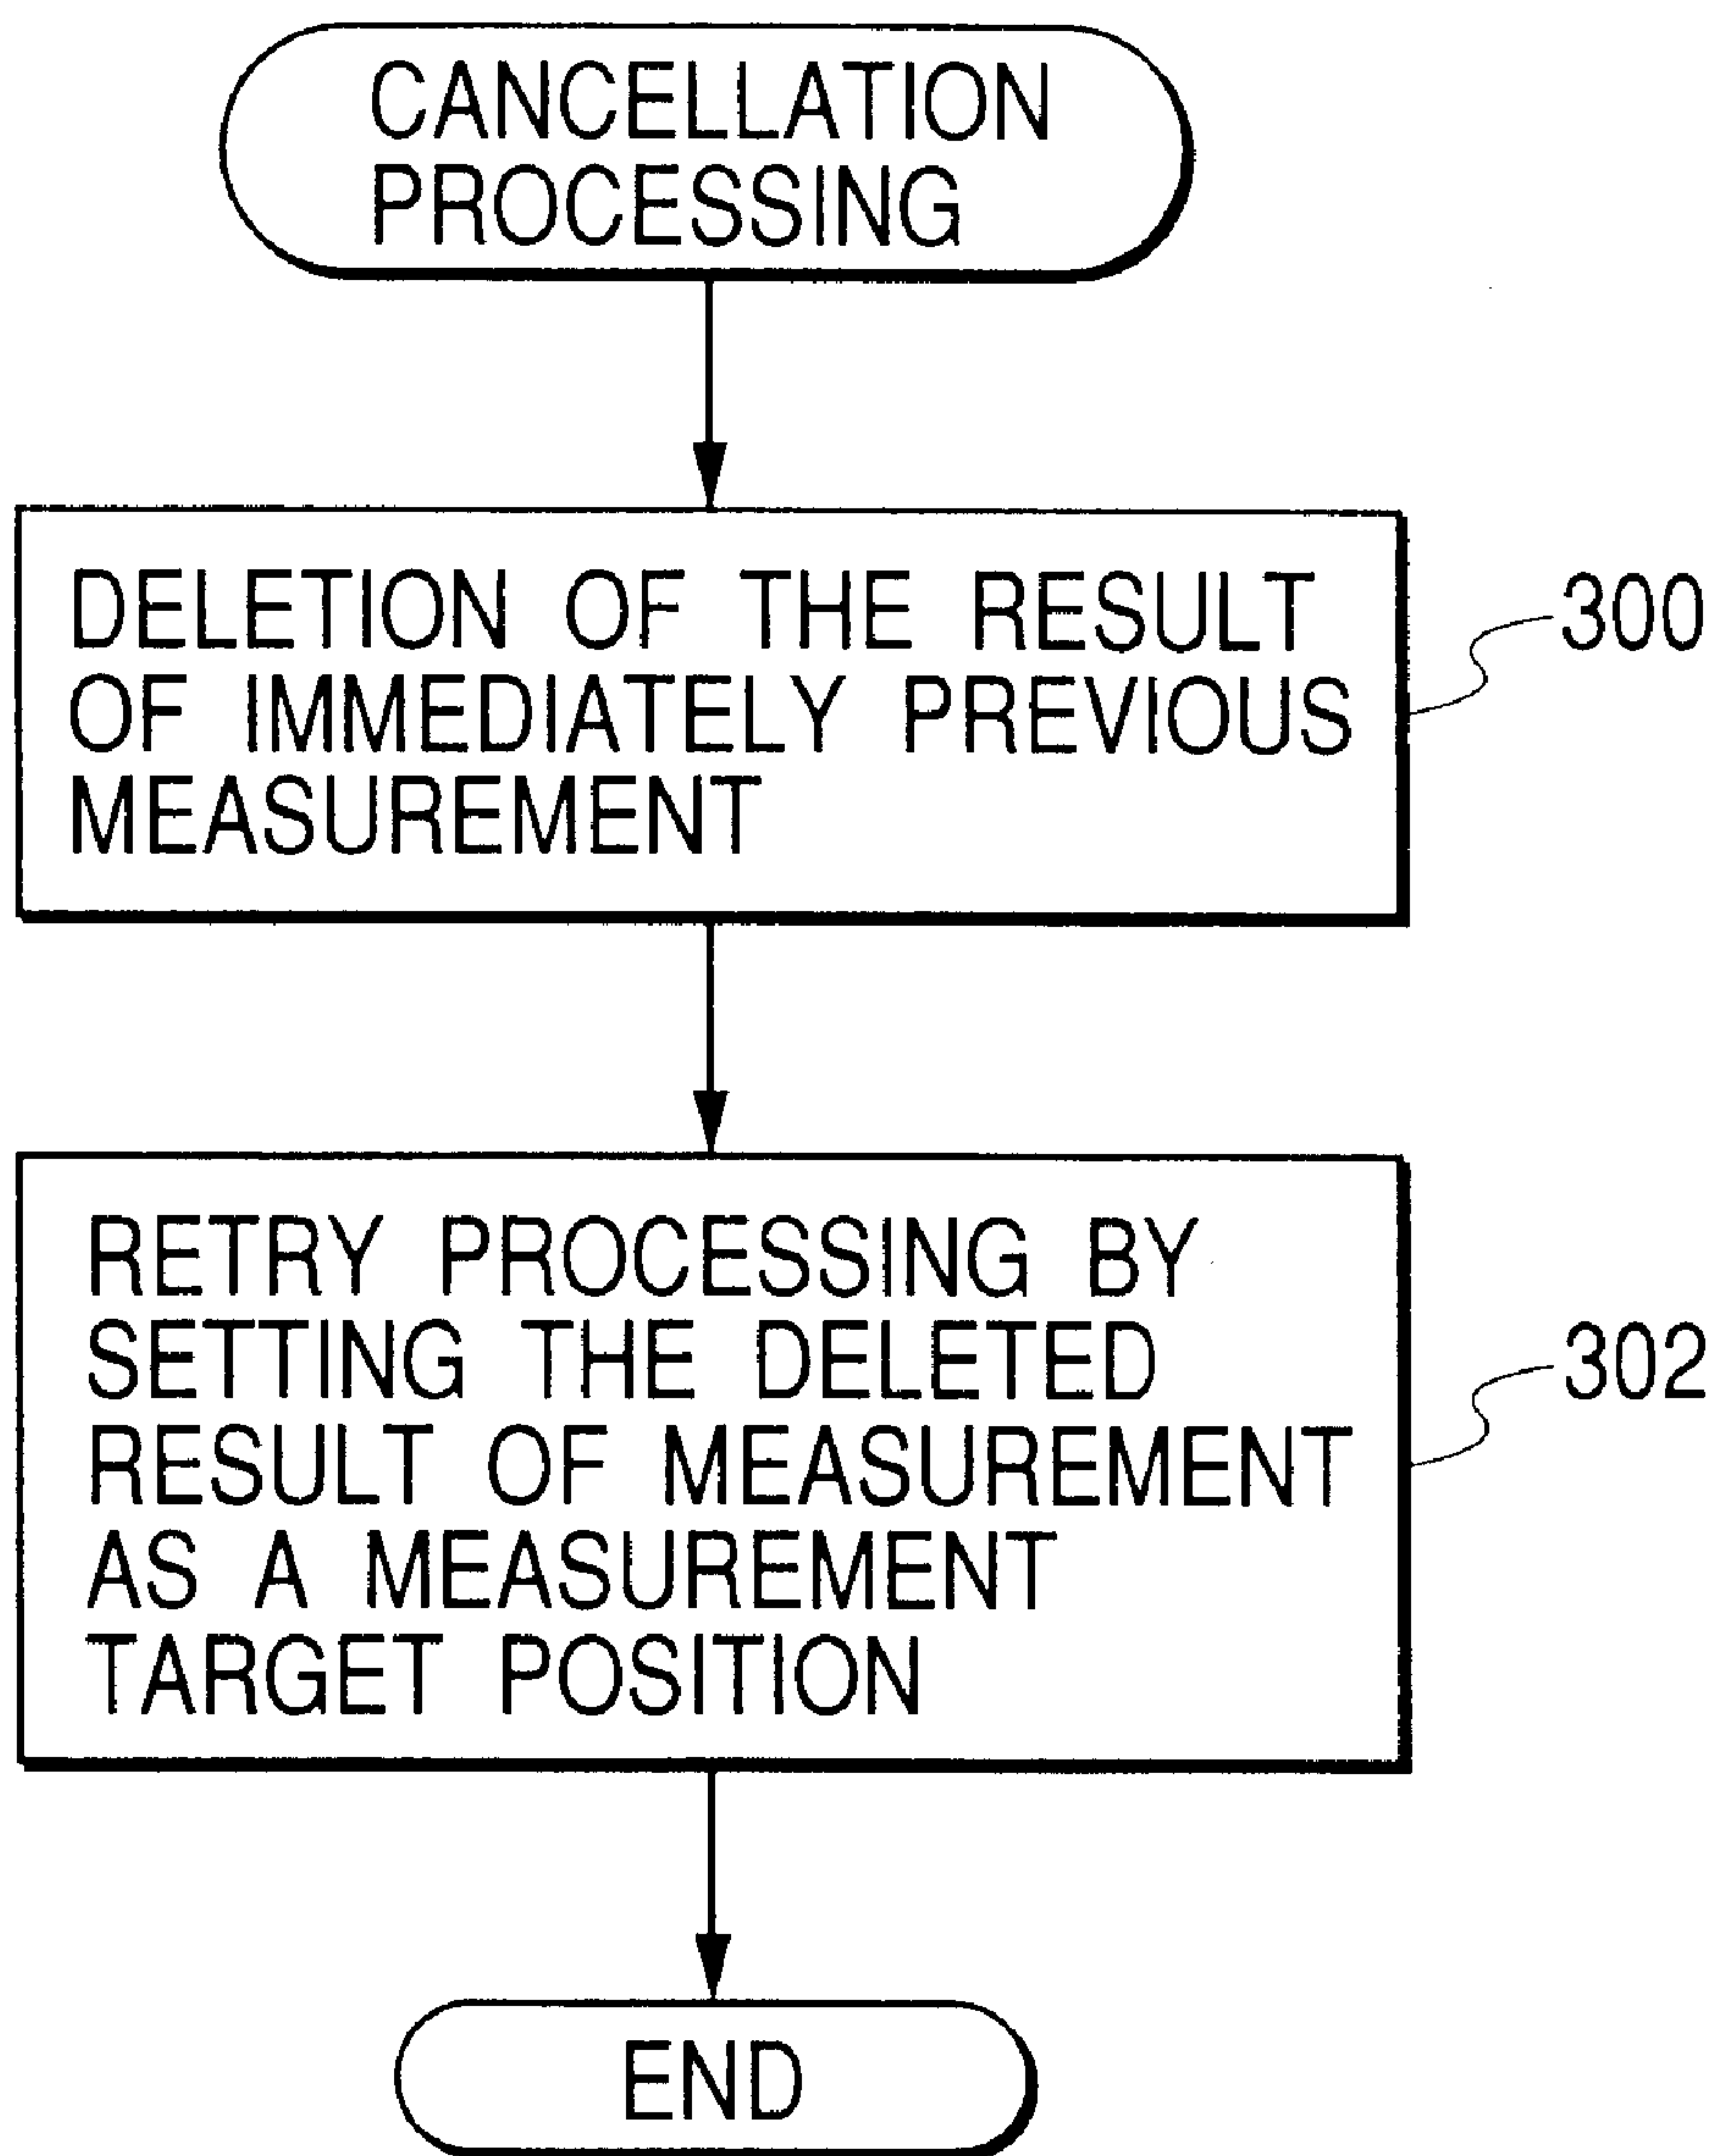 CANCELLATION
PROCESSING
DELETION OF THE RESULT
OF IMMEDIATELY PREVIOUS
MEASUREMENT
300
RETRY PROCESSING BY
SETTING THE DELETED
RESULT OF MEASUREMENT
AS A MEASUREMENT
TARGET POSITION
302
END